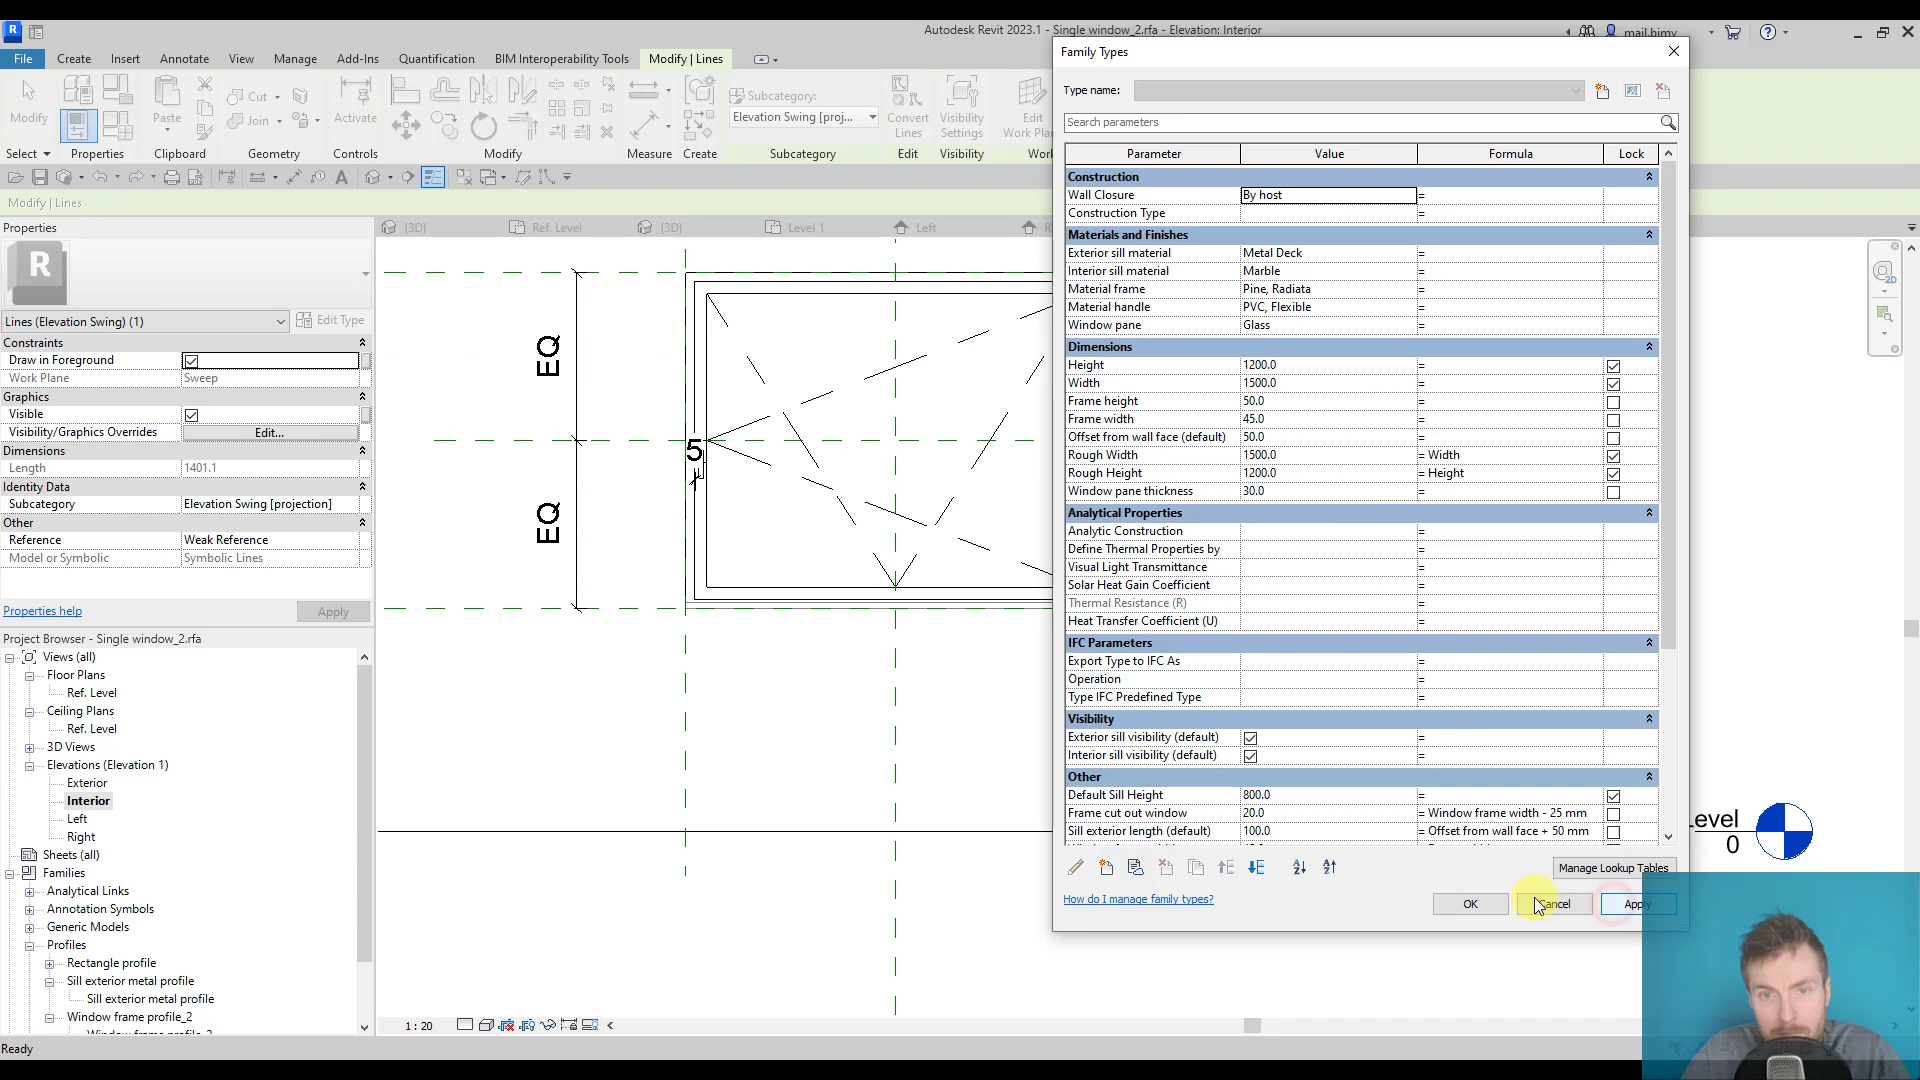 Autodesk Revit 2023.1 - Single window_2.rfa - Elevation: Interior
mail.bimy...
File Create Insert Annotate View Manage Add-Ins Quantification BIM Interoperability Tools Modify | Lines
Modify
Paste
Cut
Join
Activate
Subcategory:
Elevation Swing [proj...
Convert Lines
Visibility Settings
Edit Work Plan
Select Properties Clipboard Geometry Controls Modify Measure Create Subcategory Edit Visibility Work
Modify | Lines
Properties
R
Lines (Elevation Swing) (1)
Edit Type
Constraints
Draw in Foreground
Work Plane Sweep
Graphics
Visible
Visibility/Graphics Overrides Edit...
Dimensions
Length 1401.1
Identity Data
Subcategory Elevation Swing [projection]
Other
Reference Weak Reference
Model or Symbolic Symbolic Lines
Properties help
Apply
Project Browser - Single window_2.rfa
Views (all)
Floor Plans
Ref. Level
Ceiling Plans
Ref. Level
3D Views
Elevations (Elevation 1)
Exterior
Interior
Left
Right
Sheets (all)
Families
Analytical Links
Annotation Symbols
Generic Models
Profiles
Rectangle profile
Sill exterior metal profile
Sill exterior metal profile
Window frame profile_2
Window frame profile_2
Ready
{3D} Ref. Level {3D} Level 1 Left R
EQ
EQ
5
1 : 20
Level
0
2D
Family Types
Type name:
Search parameters
Parameter Value Formula Lock
Construction
Wall Closure By host =
Construction Type =
Materials and Finishes
Exterior sill material Metal Deck =
Interior sill material Marble =
Material frame Pine, Radiata =
Material handle PVC, Flexible =
Window pane Glass =
Dimensions
Height 1200.0 =
Width 1500.0 =
Frame height 50.0 =
Frame width 45.0 =
Offset from wall face (default) 50.0 =
Rough Width 1500.0 = Width
Rough Height 1200.0 = Height
Window pane thickness 30.0 =
Analytical Properties
Analytic Construction =
Define Thermal Properties by =
Visual Light Transmittance =
Solar Heat Gain Coefficient =
Thermal Resistance (R) =
Heat Transfer Coefficient (U) =
IFC Parameters
Export Type to IFC As =
Operation =
Type IFC Predefined Type =
Visibility
Exterior sill visibility (default) =
Interior sill visibility (default) =
Other
Default Sill Height 800.0 =
Frame cut out window 20.0 = Window frame width - 25 mm
Sill exterior length (default) 100.0 = Offset from wall face + 50 mm
Manage Lookup Tables
How do I manage family types?
OK Cancel Apply